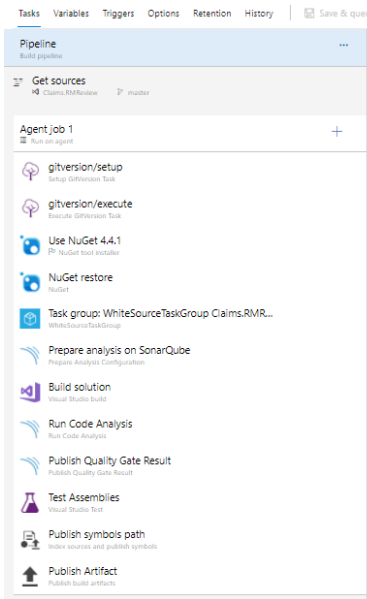 Tasks Variables Triggers Options Retention History Save & que
Pipeline
Build pipeline
...
Get sources
Claims.RMReview master
Agent job 1
Run on agent
gitversion/setup
Setup GitVersion Task
gitversion/execute
Execute GitVersion Task
Use NuGet 4.4.1
NuGet tool installer
NuGet restore
NuGet
Task group: WhiteSourceTaskGroup Claims.RMR...
WhiteSourceTaskGroup
Prepare analysis on SonarQube
Prepare Analysis Configuration
Build solution
Visual Studio build
Run Code Analysis
Run Code Analysis
Publish Quality Gate Result
Publish Quality Gate Result
Test Assemblies
Visual Studio Test
Publish symbols path
Index sources and publish symbols
Publish Artifact
Publish build artifacts